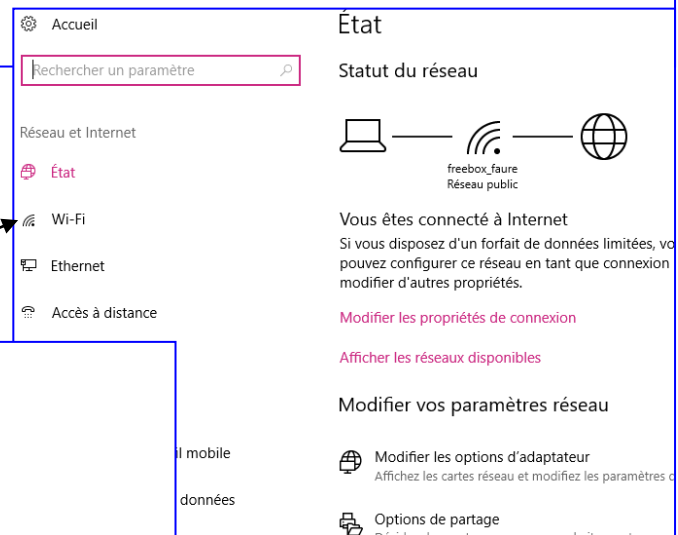 Accueil
Rechercher un paramètre
Réseau et Internet
État
Wi-Fi
Ethernet
Accès à distance
il mobile
données
État
Statut du réseau
freebox_faure
Réseau public
Vous êtes connecté à Internet
Si vous disposez d'un forfait de données limitées, vo
pouvez configurer ce réseau en tant que connexion
modifier d'autres propriétés.
Modifier les propriétés de connexion
Afficher les réseaux disponibles
Modifier vos paramètres réseau
Modifier les options d'adaptateur
Affichez les cartes réseau et modifiez les paramètres
Options de partage